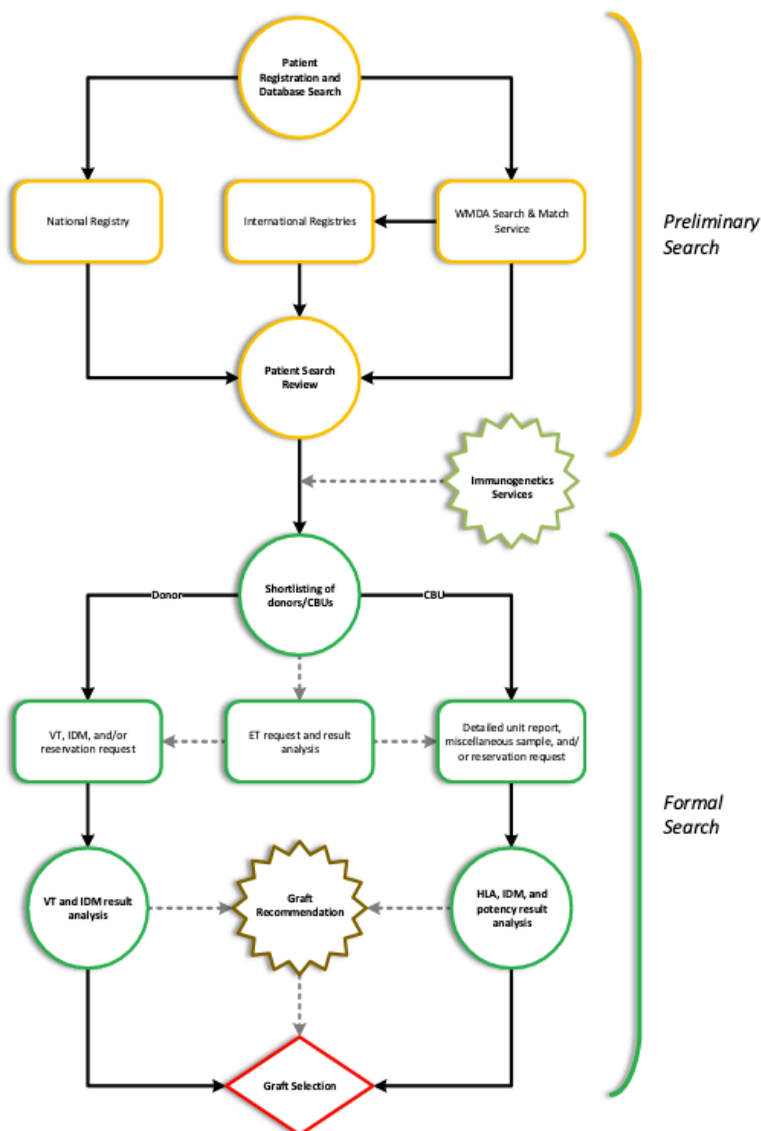 Patient
Registration and
Database Search
National Registry
International Registries
WMDA Search & Match
Service
Preliminary
Search
Patient Search
Review
Immunogenetics
Services
Donor
Shortlisting of
donors/CBUs
CBU
VT, IDM, and/or
reservation request
ET request and result
analysis
Detailed unit report,
miscellaneous sample, and/
or reservation request
Formal
Search
VT and IDM result
analysis
Graft
Recommendation
HLA, IDM, and
potency result
analysis
Graft Selection